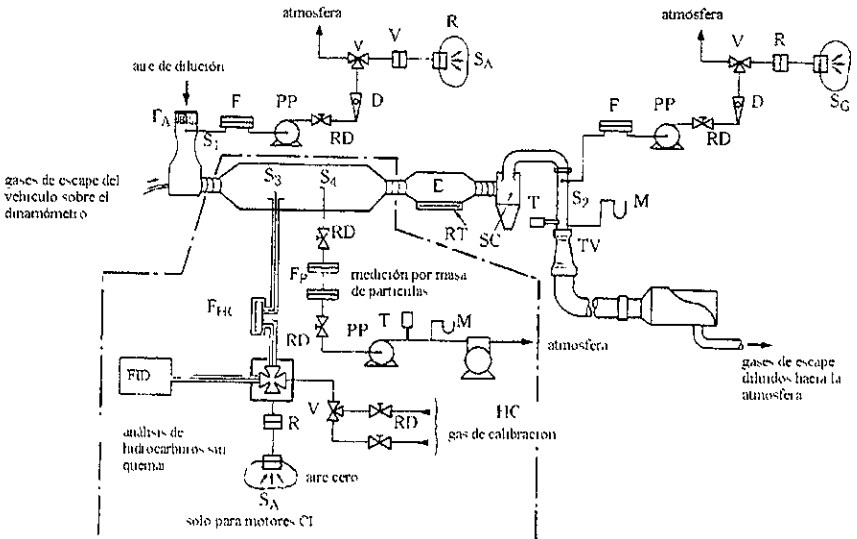 atmosfera
V
V
R
S_A
atmósfera
V
R
S_G
aire de dilución
F
PP
D
RD
F
PP
D
RD
r_A
S_1
gases de escape del
vehículo sobre el
dinamómetro
S_3
S_4
E
RT
SC
T
S_2
M
TV
RD
F_P
medición por masa
de partículas
F_HC
RD
PP
T
M
atmosfera
gases de escape
diluidos hacia la
atmosfera
FID
V
RD
HC
gas de calibración
R
análisis de
hidrocarburos sin
quemar
aire cero
S_A
solo para motores CI